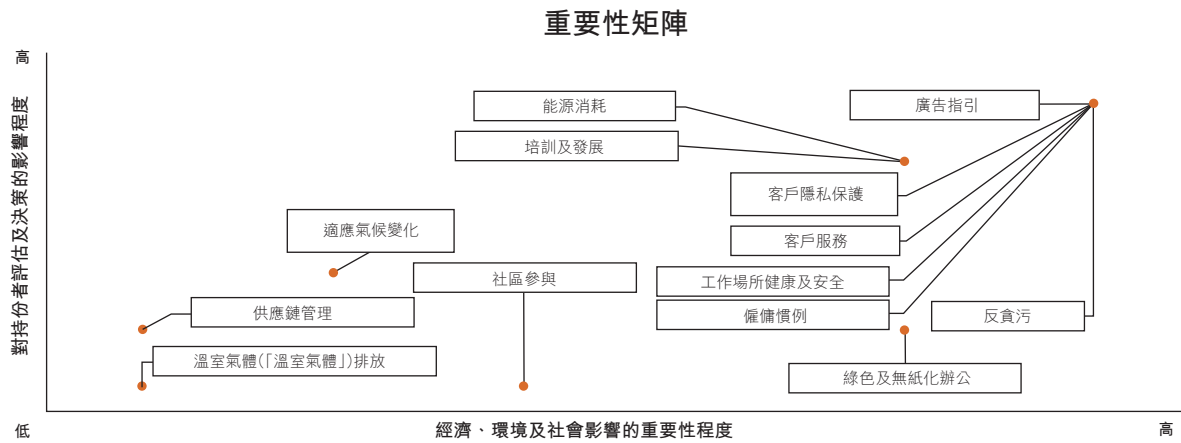 重要性矩陣
高
對持份者評估及決策的影響程度
能源消耗
廣告指引
培訓及發展
客戶隱私保護
適應氣候變化
客戶服務
社區參與
工作場所健康及安全
供應鏈管理
僱傭慣例
反貪污
溫室氣體(「溫室氣體」)排放
綠色及無紙化辦公
低
經濟、環境及社會影響的重要性程度
高